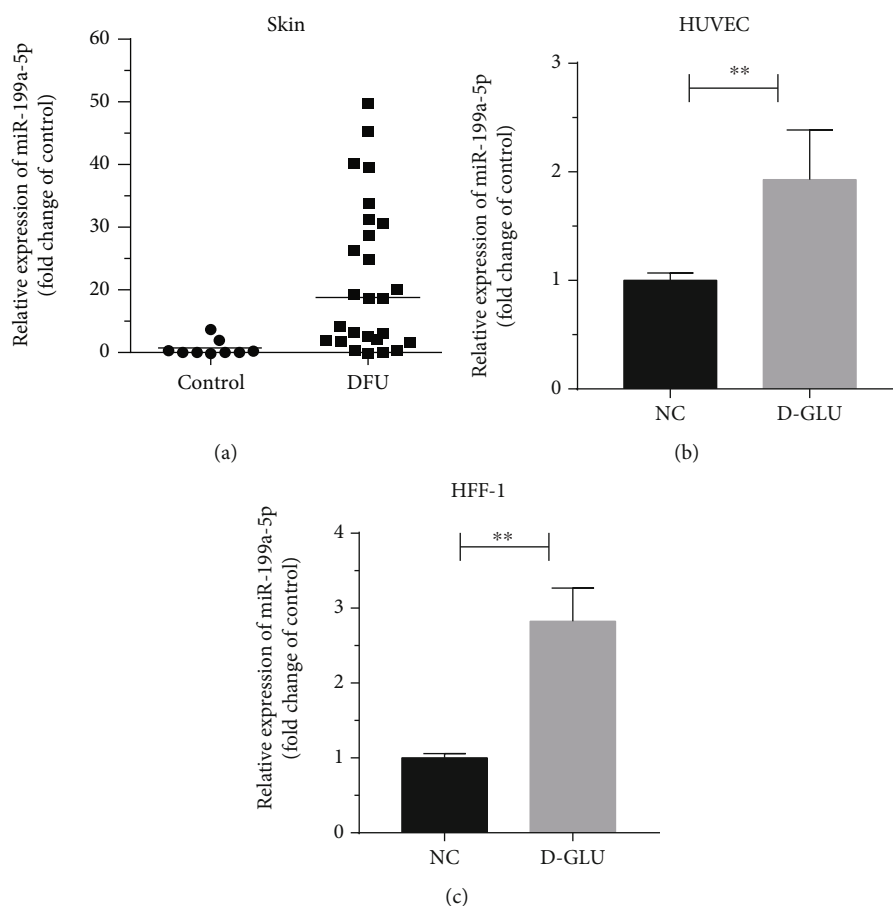 Skin
Relative expression of miR-199a-5p
(fold change of control)
60
50
40
30
20
10
0
Control
DFU
(a)
HUVEC
Relative expression of miR-199a-5p
(fold change of control)
3
2
1
0
**
NC
D-GLU
(b)
HFF-1
Relative expression of miR-199a-5p
(fold change of control)
4
3
2
1
0
**
NC
D-GLU
(c)